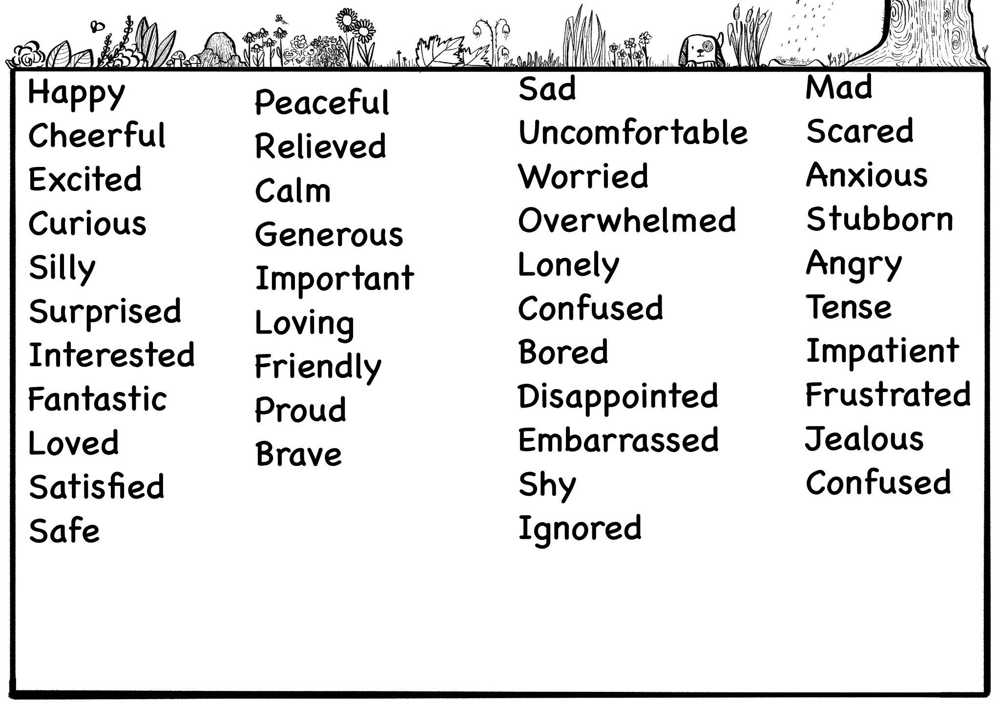 Happy
Cheerful
Excited
Curious
Silly
Surprised
Interested
Fantastic
Loved
Satisfied
Safe
Peaceful
Relieved
Calm
Generous
Important
Loving
Friendly
Proud
Brave
Sad
Uncomfortable
Worried
Overwhelmed
Lonely
Confused
Bored
Disappointed
Embarrassed
Shy
Ignored
Mad
Scared
Anxious
Stubborn
Angry
Tense
Impatient
Frustrated
Jealous
Confused